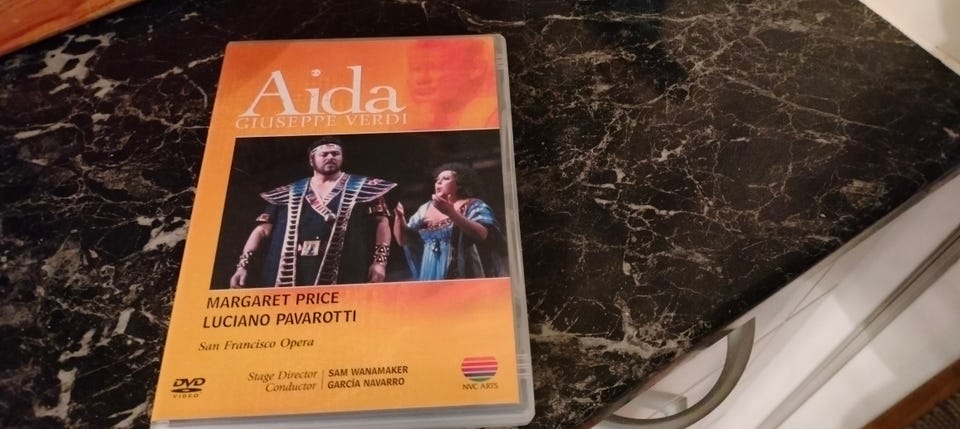 Aida
GIUSEPPE VERDI
MARGARET PRICE
LUCIANO PAVAROTTI
San Francisco Opera
Stage Director | SAM WANAMAKER
Conductor | GARCÍA NAVARRO
DVD
VIDEO
NVC ARTS